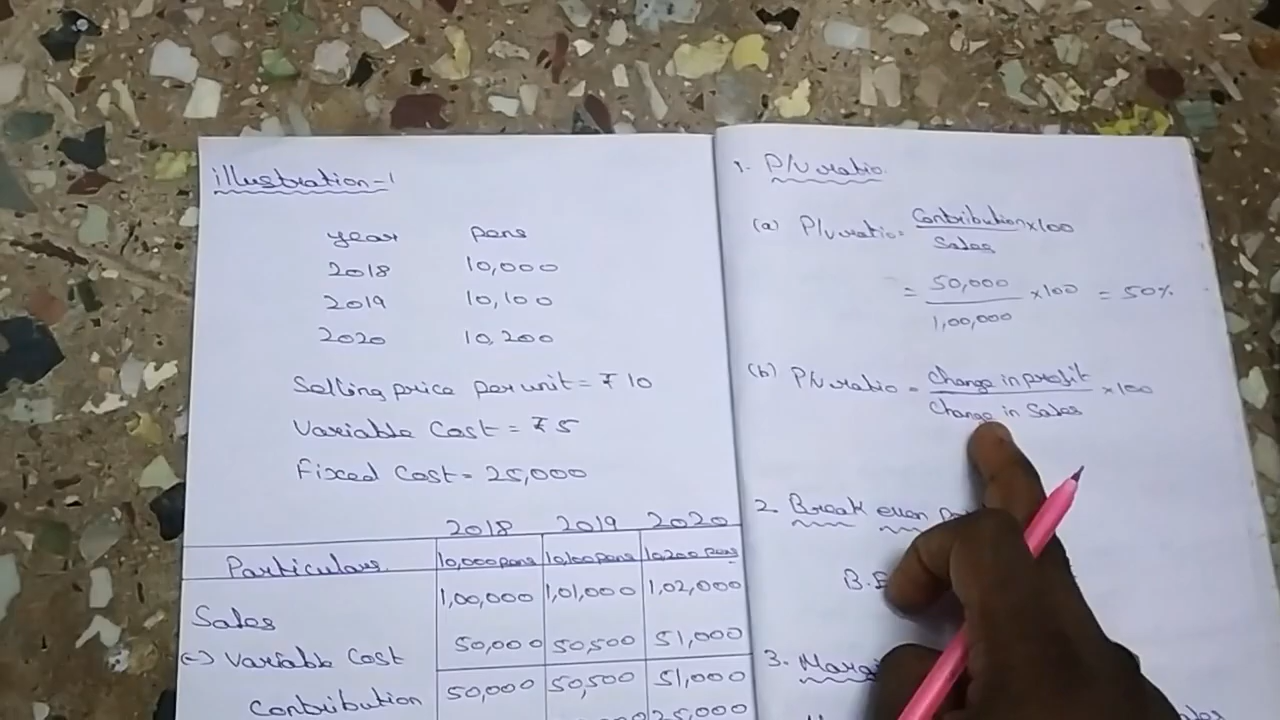 illustration-1
year pens
2018 10,000
2019 10,100
2020 10,200
Selling price per unit = ₹ 10
Variable Cost = ₹ 5
Fixed Cost = 25,000
2018 2019 2020
Particulars 10,000 pens 10,100 pens 10,200 pens
Sales 1,00,000 1,01,000 1,02,000
(-) Variable Cost 50,000 50,500 51,000
Contribution 50,000 50,500 51,000
25,000
1. P/V ratio
(a) P/V ratio = Contribution ×100
Sales
= 50,000 ×100 = 50%
1,00,000
(b) P/V ratio = Change in profit ×100
Change in Sales
2. Break even
B.
3.